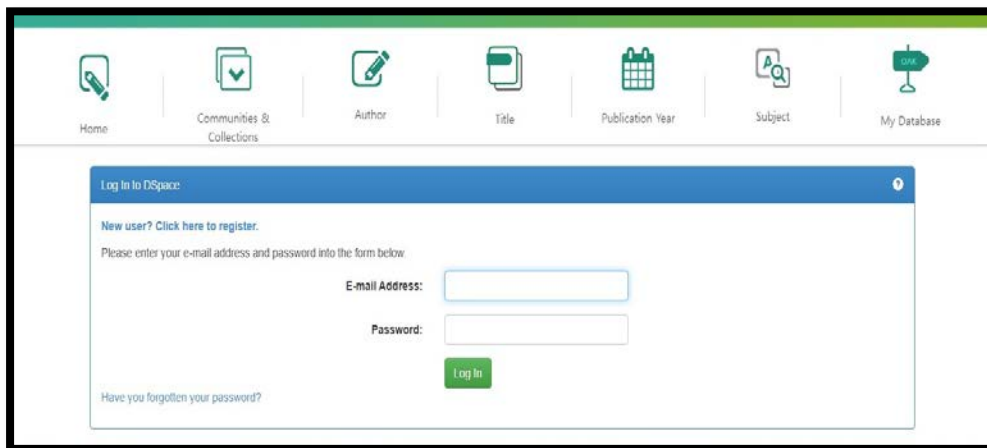 OAK
Home
Communities &
Collections
Author
Title
Publication Year
Subject
My Database
Log In to DSpace
?
New user? Click here to register.
Please enter your e-mail address and password into the form below
E-mail Address:
Password:
Log In
Have you forgotten your password?